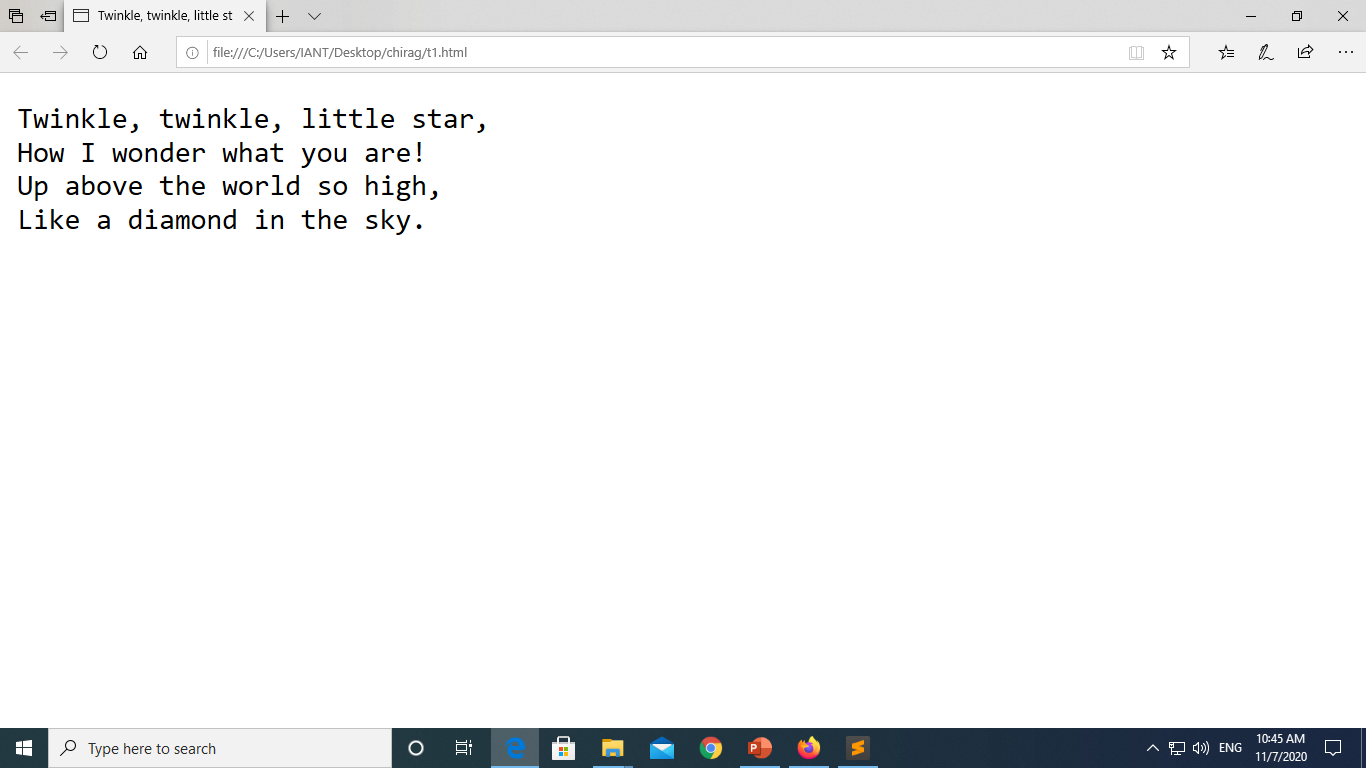 Twinkle, twinkle, little st
file:///C:/Users/IANT/Desktop/chirag/t1.html
Twinkle, twinkle, little star,
How I wonder what you are!
Up above the world so high,
Like a diamond in the sky.
Type here to search
ENG
10:45 AM
11/7/2020